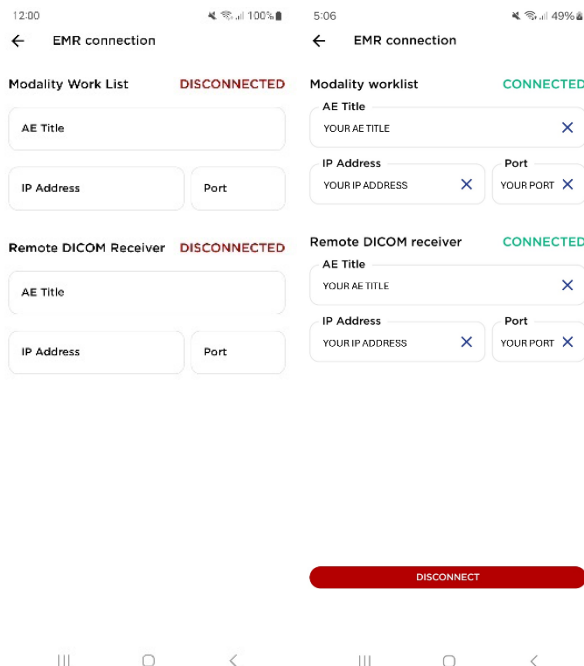 12:00
100%
EMR connection
Modality Work List DISCONNECTED
AE Title
IP Address Port
Remote DICOM Receiver DISCONNECTED
AE Title
IP Address Port
5:06
49%
EMR connection
Modality worklist CONNECTED
AE Title
YOUR AE TITLE
IP Address Port
YOUR IP ADDRESS YOUR PORT
Remote DICOM receiver CONNECTED
AE Title
YOUR AE TITLE
IP Address Port
YOUR IP ADDRESS YOUR PORT
DISCONNECT